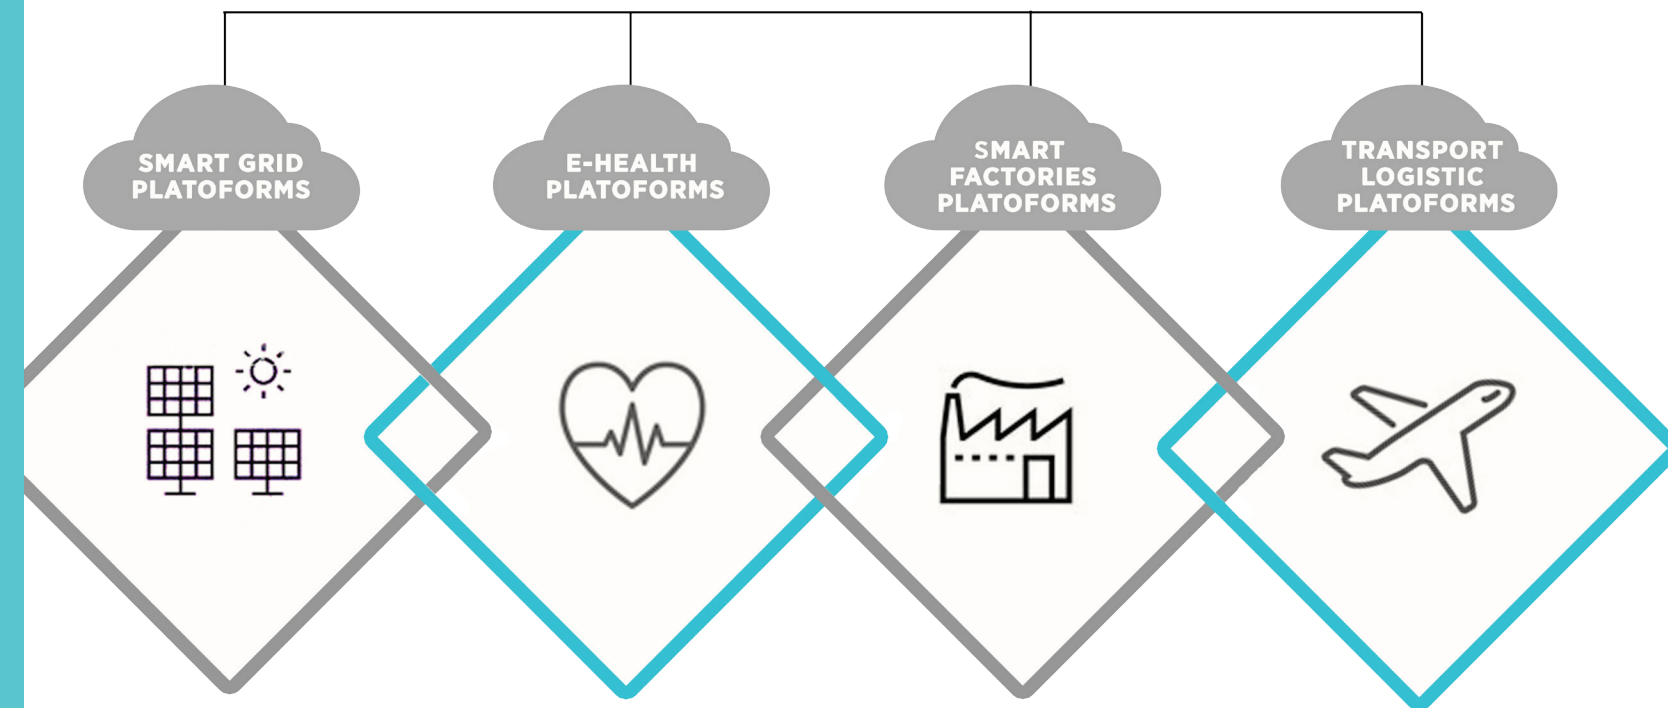 SMART GRID
PLATOFORMS
E-HEALTH
PLATOFORMS
SMART
FACTORIES
PLATOFORMS
TRANSPORT
LOGISTIC
PLATOFORMS